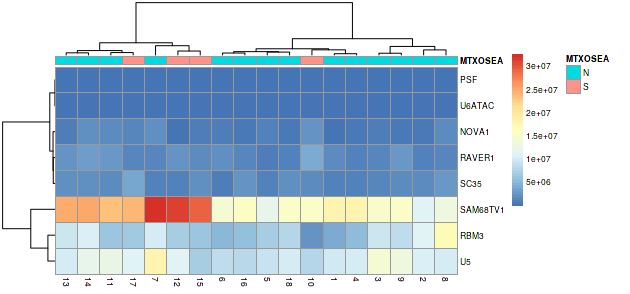 MTXOSEA
PSF
U6ATAC
NOVA1
RAVER1
SC35
SAM68TV1
RBM3
U5
13 14 11 17 7 12 15 6 16 5 18 10 1 4 3 9 2 8
3e+07
2.5e+07
2e+07
1.5e+07
1e+07
5e+06
MTXOSEA
N
S